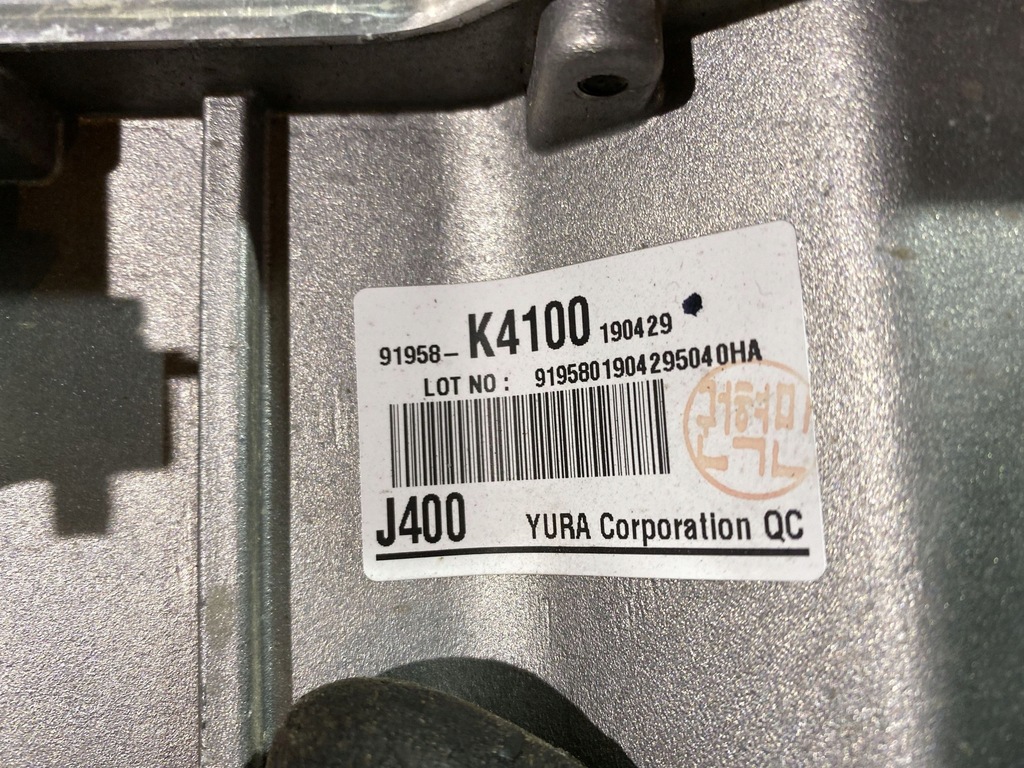 91958- K4100 190429
LOT NO : 9195801904295040HA
J400 YURA Corporation QC